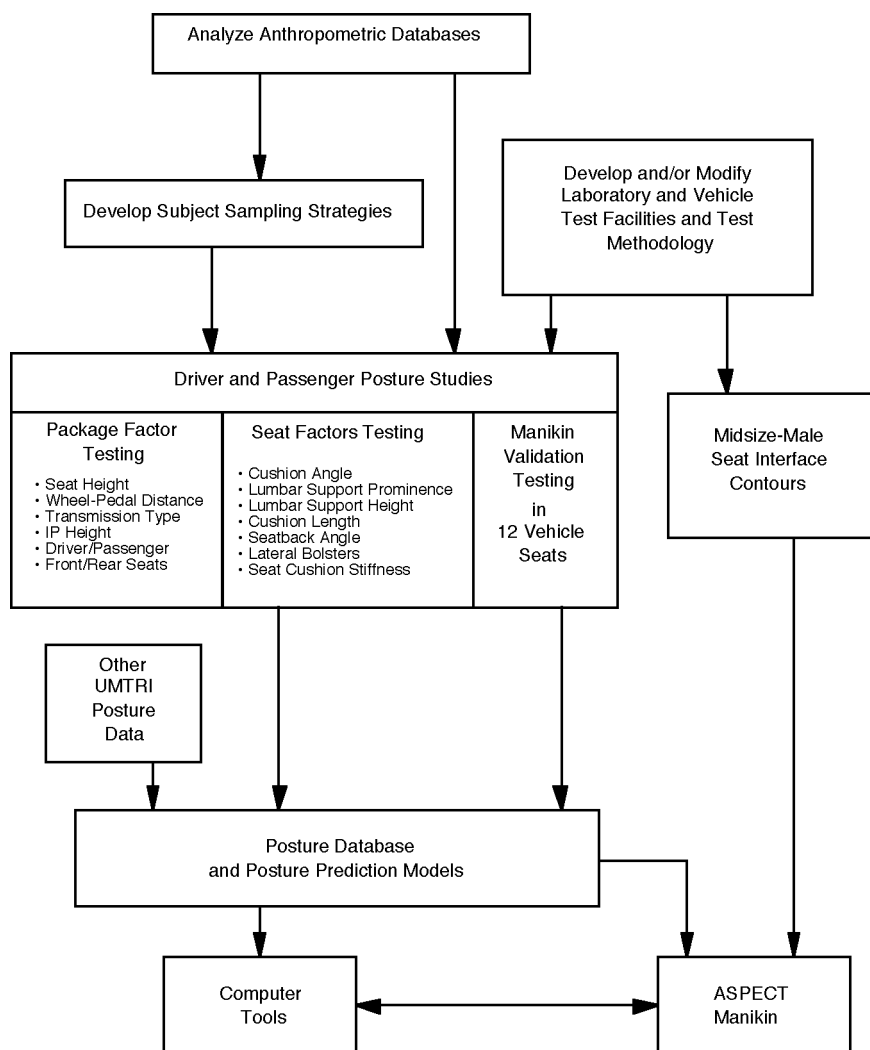 Analyze Anthropometric Databases
Develop and/or Modify
Laboratory and Vehicle
Test Facilities and Test
Methodology
Develop Subject Sampling Strategies
Driver and Passenger Posture Studies
Package Factor
Testing
• Seat Height
• Wheel-Pedal Distance
• Transmission Type
• IP Height
• Driver/Passenger
• Front/Rear Seats
Seat Factors Testing
• Cushion Angle
• Lumbar Support Prominence
• Lumbar Support Height
• Cushion Length
• Seatback Angle
• Lateral Bolsters
• Seat Cushion Stiffness
Manikin
Validation
Testing
in
12 Vehicle
Seats
Midsize-Male
Seat Interface
Contours
Other
UMTRI
Posture
Data
Posture Database
and Posture Prediction Models
Computer
Tools
ASPECT
Manikin